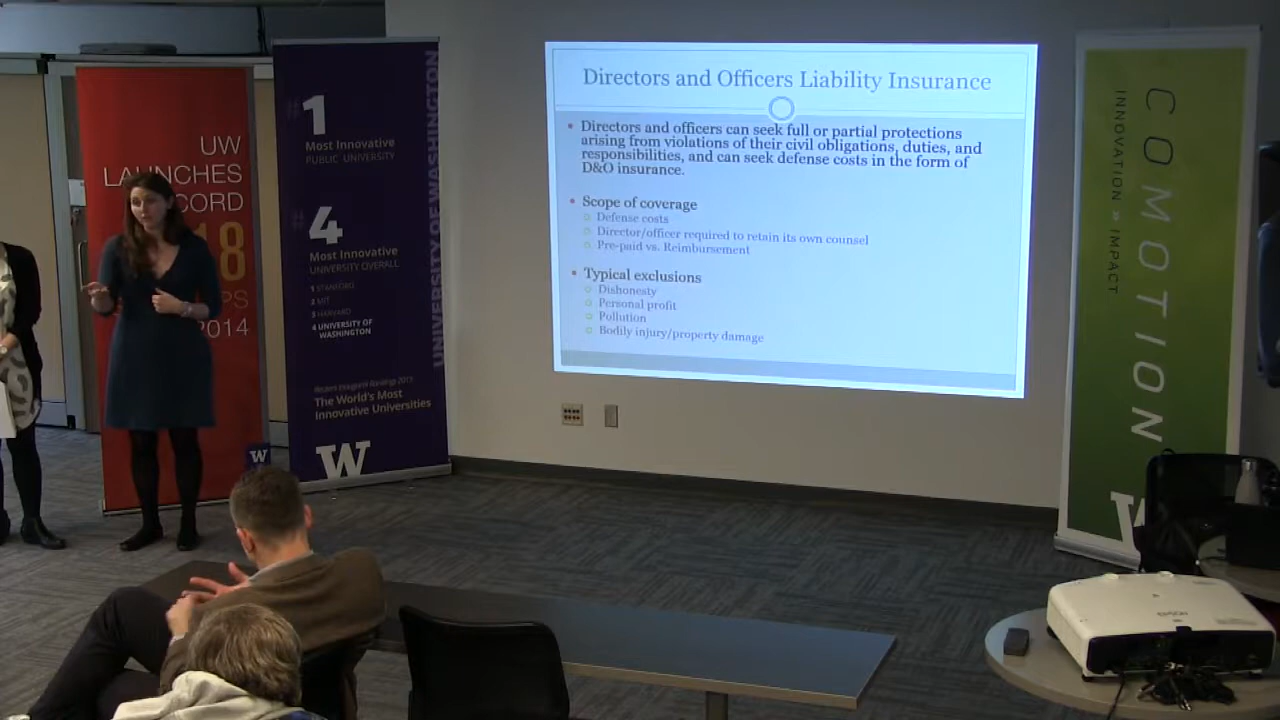 UW
LAUNCHES
18
2014
W
#1
Most Innovative
PUBLIC UNIVERSITY
#4
Most Innovative
UNIVERSITY OVERALL
1 STANFORD
2 MIT
3 HARVARD
4 UNIVERSITY OF
WASHINGTON
The World's Most
Innovative Universities
W
UNIVERSITY OF WASHINGTON
Directors and Officers Liability Insurance
Directors and officers can seek full or partial protections
arising from violations of their civil obligations, duties, and
responsibilities, and can seek defense costs in the form of
D&O insurance.
Scope of coverage
Defense costs
Director/officer required to retain its own counsel
Pre-paid vs. Reimbursement
Typical exclusions
Dishonesty
Personal profit
Pollution
Bodily injury/property damage
COMOTION
INNOVATION » IMPACT
W
EPSON